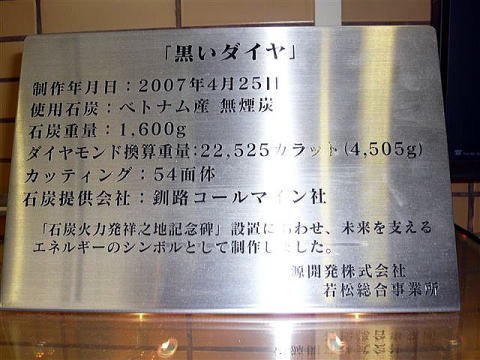 「黒いダイヤ」
制作年月日：2007年4月25日
使用石炭：ベトナム産 無煙炭
石炭重量：1,600g
ダイヤモンド換算重量：22,525カラット(4,505g)
カッティング：54面体
石炭提供会社：釧路コールマイン社
「石炭火力発祥之地記念碑」設置にあわせ、未来を支える
エネルギーのシンボルとして制作しました。
源開発株式会社
若松総合事業所